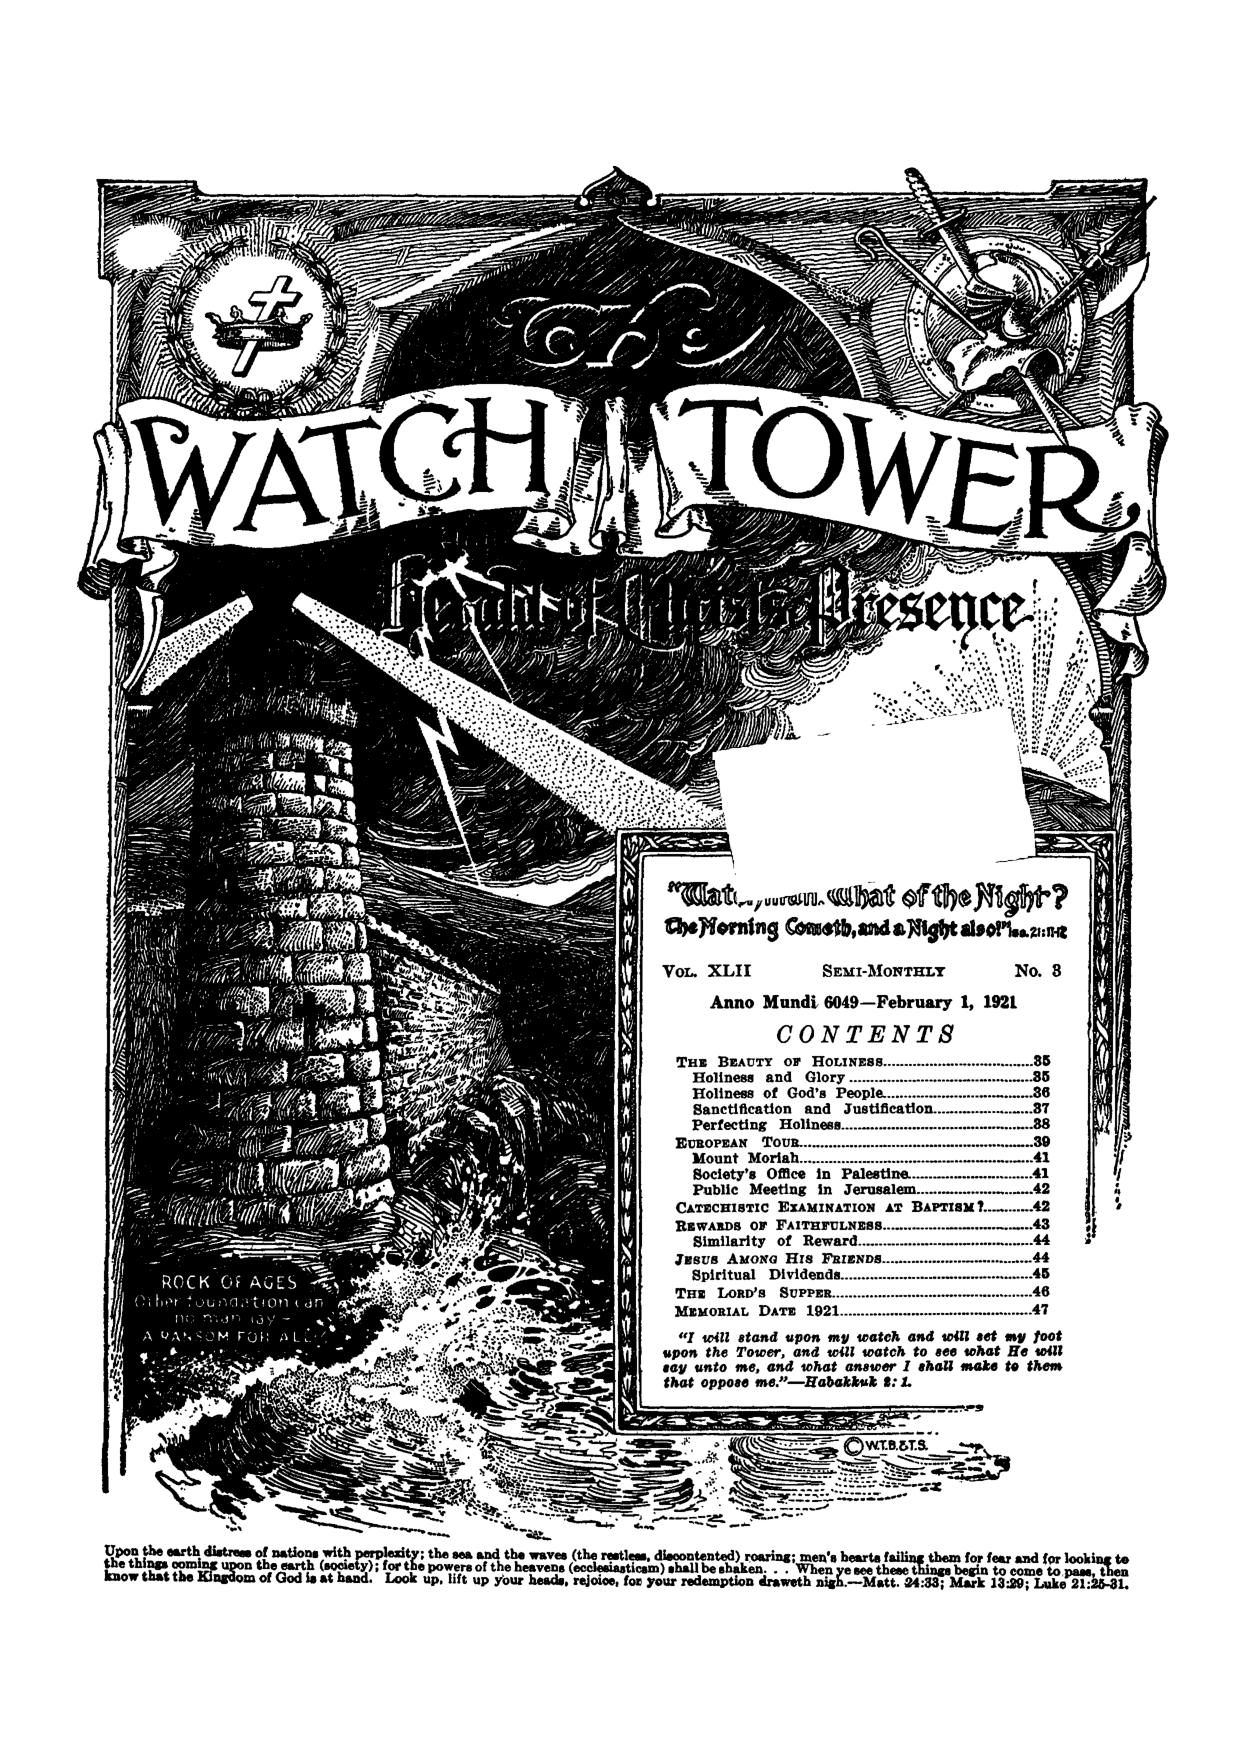 The
WATCH TOWER
Herald of Christs Presence
What of the Night?
The Morning Cometh, and a Night also!" Isa. 21:11-12
VOL. XLII SEMI-MONTHLY No. 3
Anno Mundi 6049—February 1, 1921
CONTENTS
THE BEAUTY OF HOLINESS 35
Holiness and Glory 35
Holiness of God's People 36
Sanctification and Justification 37
Perfecting Holiness 38
EUROPEAN TOUR 39
Mount Moriah 41
Society's Office in Palestine 41
Public Meeting in Jerusalem 42
CATECHISTIC EXAMINATION AT BAPTISM? 42
REWARDS OF FAITHFULNESS 43
Similarity of Reward 44
JESUS AMONG HIS FRIENDS 44
Spiritual Dividends 45
THE LORD'S SUPPER 46
MEMORIAL DATE 1921 47
"I will stand upon my watch and will set my foot
upon the Tower, and will watch to see what He will
say unto me, and what answer I shall make to them
that oppose me."—Habakkuk 2: 1.
ROCK OF AGES
Other foundation can
no man lay—
A RANSOM FOR ALL
© W.T.B.&T.S.
Upon the earth distress of nations with perplexity; the sea and the waves (the restless, discontented) roaring; men's hearts failing them for fear and for looking to
the things coming upon the earth (society); for the powers of the heavens (ecclesiasticsm) shall be shaken. . . When ye see these things begin to come to pass, then
know that the Kingdom of God is at hand. Look up, lift up your heads, rejoice, for your redemption draweth nigh.—Matt. 24:33; Mark 13:29; Luke 21:25-31.